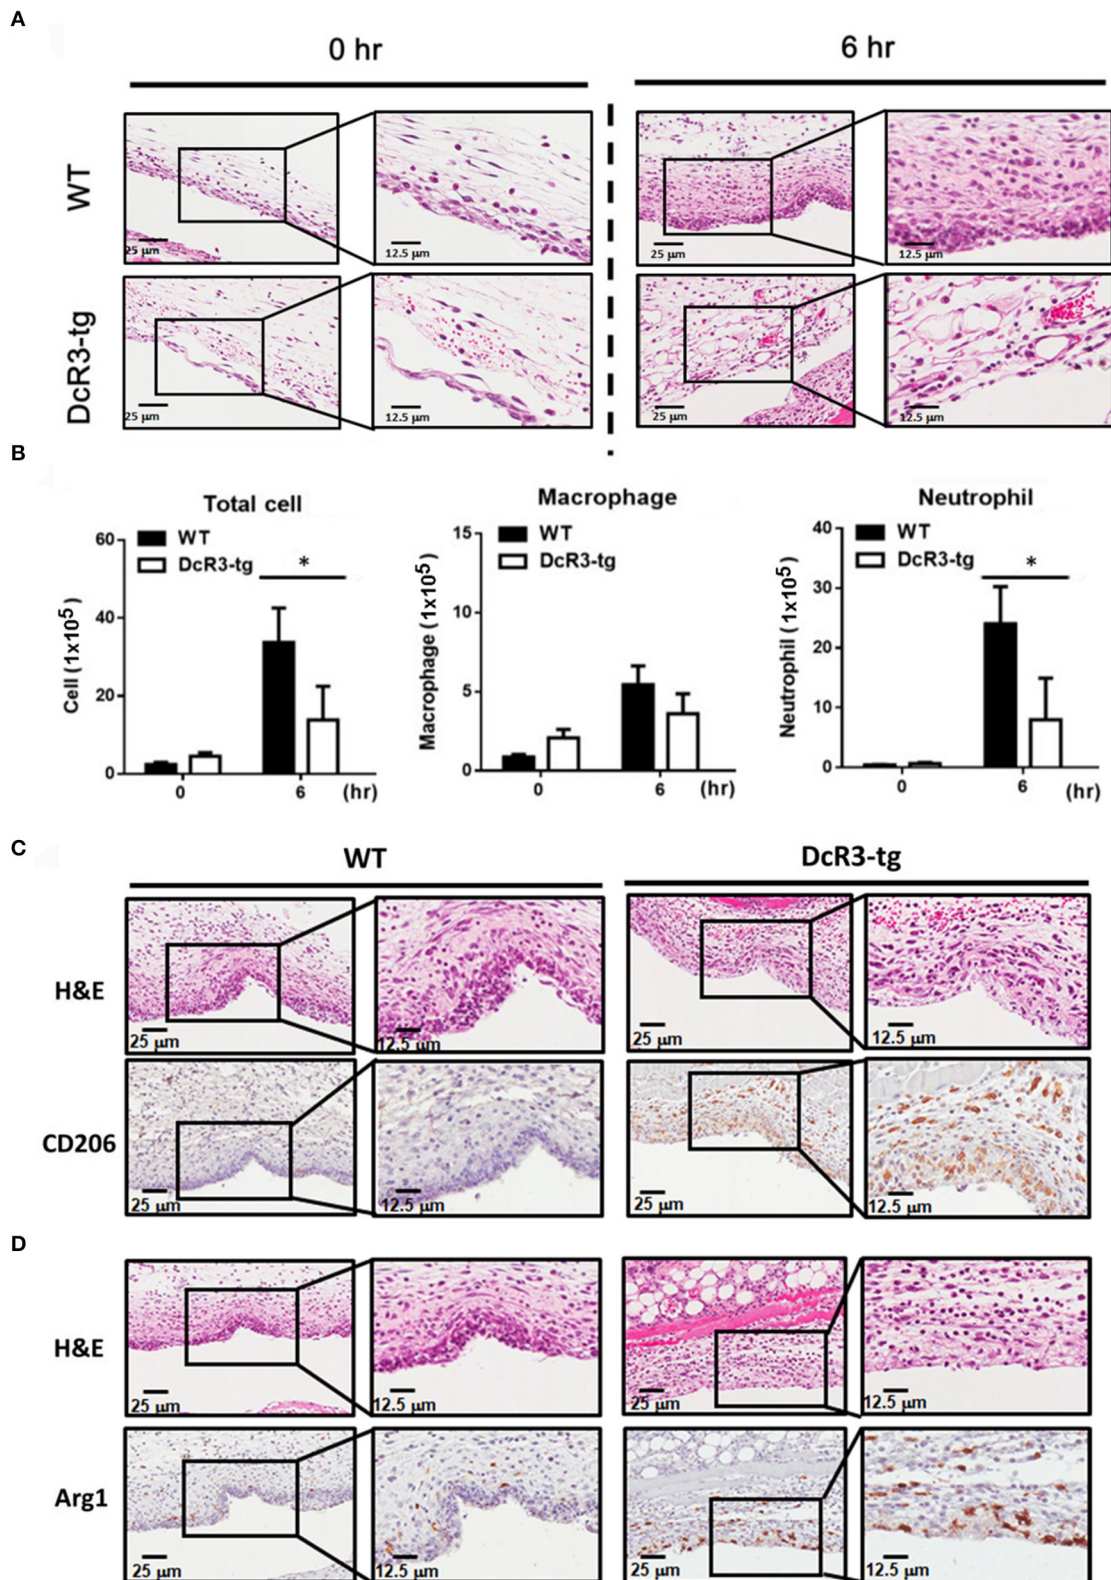 A
0 hr
6 hr
WT
25 µm
12.5 µm
25 µm
12.5 µm
DcR3-tg
25 µm
12.5 µm
25 µm
12.5 µm
B
Total cell
WT
DcR3-tg
*
Cell (1x10⁵)
60
40
20
0
0
6
(hr)
Macrophage
WT
DcR3-tg
Macrophage (1x10⁵)
15
10
5
0
0
6
(hr)
Neutrophil
WT
DcR3-tg
*
Neutrophil (1x10⁵)
40
30
20
10
0
0
6
(hr)
C
WT
DcR3-tg
H&E
25 µm
12.5 µm
25 µm
12.5 µm
CD206
25 µm
12.5 µm
25 µm
12.5 µm
D
H&E
25 µm
12.5 µm
25 µm
12.5 µm
Arg1
25 µm
12.5 µm
25 µm
12.5 µm